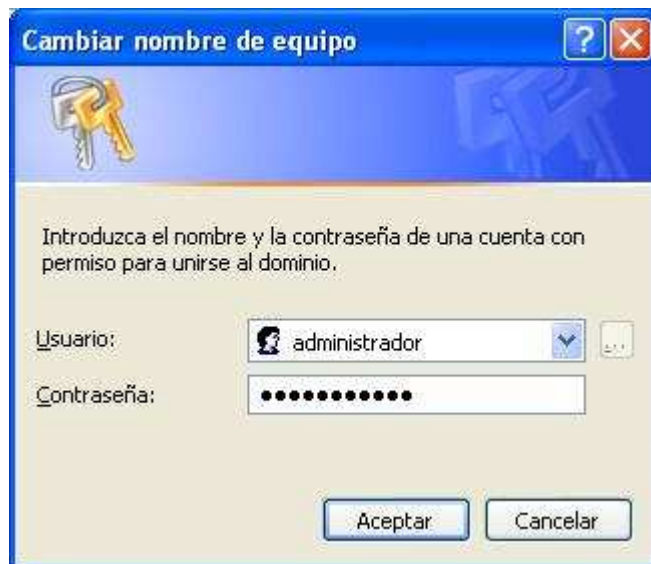 Cambiar nombre de equipo
Introduzca el nombre y la contraseña de una cuenta con
permiso para unirse al dominio.
Usuario:
administrador
...
Contraseña:
●●●●●●●●●●●
Aceptar
Cancelar